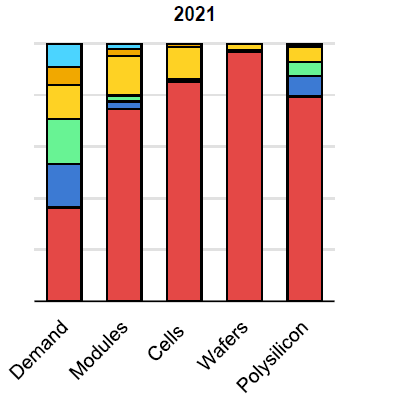 2021
Demand
Modules
Cells
Wafers
Polysilicon